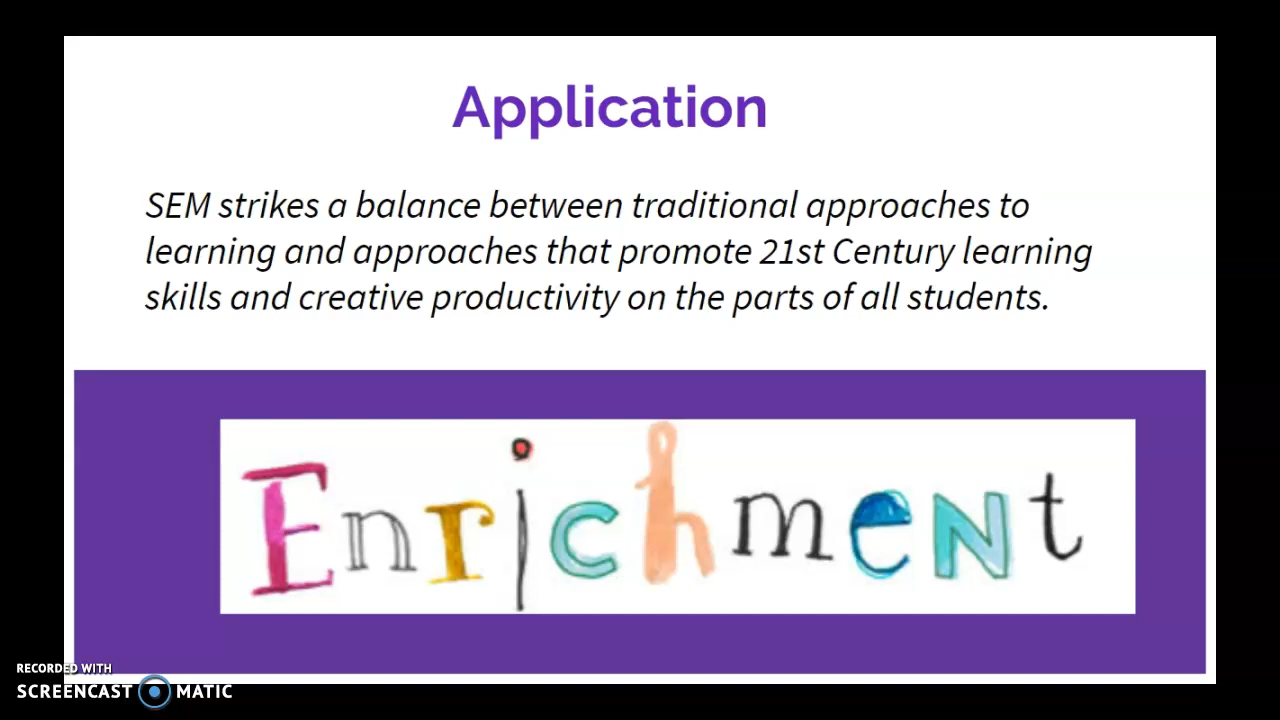 Application
SEM strikes a balance between traditional approaches to
learning and approaches that promote 21st Century learning
skills and creative productivity on the parts of all students.
Enrichment
RECORDED WITH
SCREENCAST MATIC